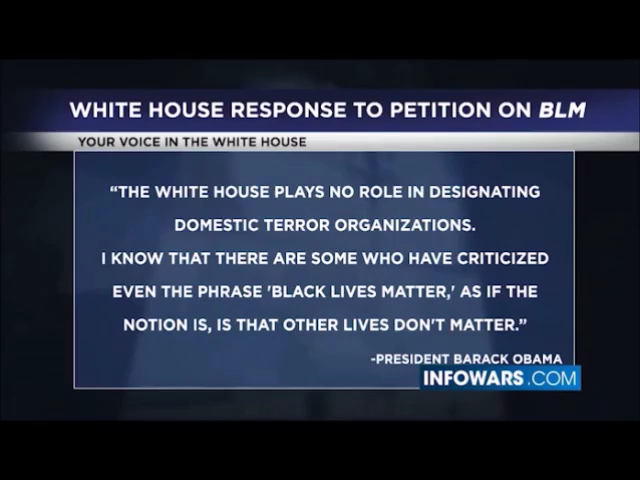 WHITE HOUSE RESPONSE TO PETITION ON BLM
YOUR VOICE IN THE WHITE HOUSE
“THE WHITE HOUSE PLAYS NO ROLE IN DESIGNATING
DOMESTIC TERROR ORGANIZATIONS.
I KNOW THAT THERE ARE SOME WHO HAVE CRITICIZED
EVEN THE PHRASE 'BLACK LIVES MATTER,' AS IF THE
NOTION IS, IS THAT OTHER LIVES DON'T MATTER.”
-PRESIDENT BARACK OBAMA
INFOWARS.COM